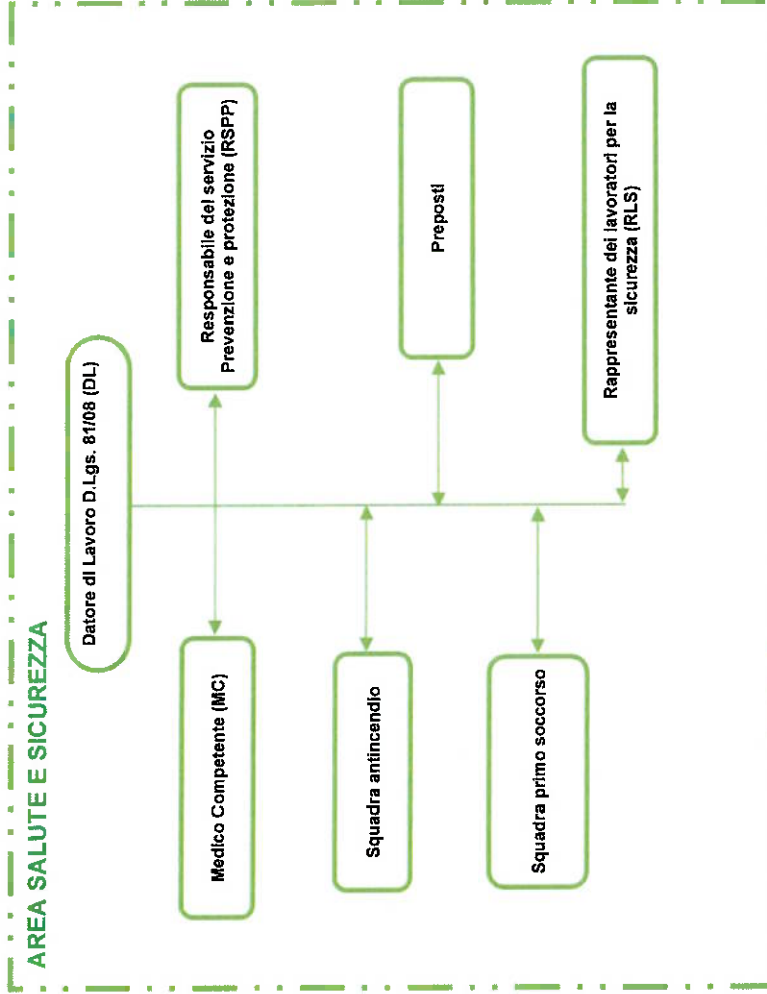 AREA SALUTE E SICUREZZA
Datore di Lavoro D.Lgs. 81/08 (DL)
Medico Competente (MC)
Responsabile del servizio
Prevenzione e protezione (RSPP)
Squadra antincendio
Preposti
Squadra primo soccorso
Rappresentante dei lavoratori per la
sicurezza (RLS)